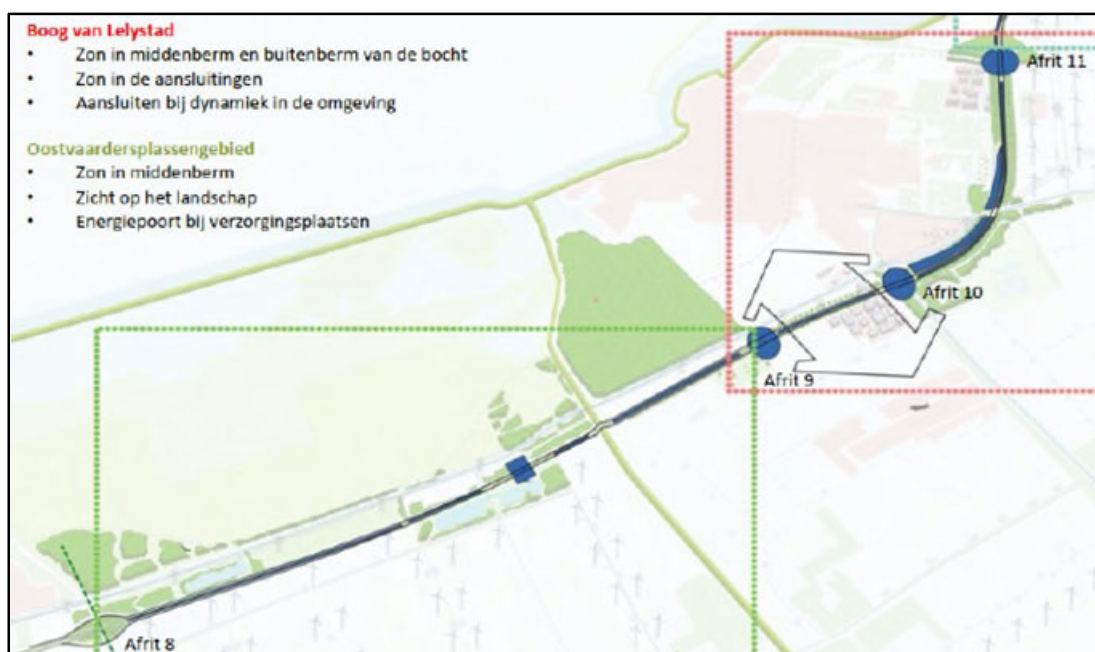 Boog van Lelystad
• Zon in middenberm en buitenberm van de bocht
• Zon in de aansluitingen
• Aansluiten bij dynamiek in de omgeving
Oostvaardersplassengebied
• Zon in middenberm
• Zicht op het landschap
• Energiepoort bij verzorgingsplaatsen
Afrit 11
Afrit 10
Afrit 9
Afrit 8